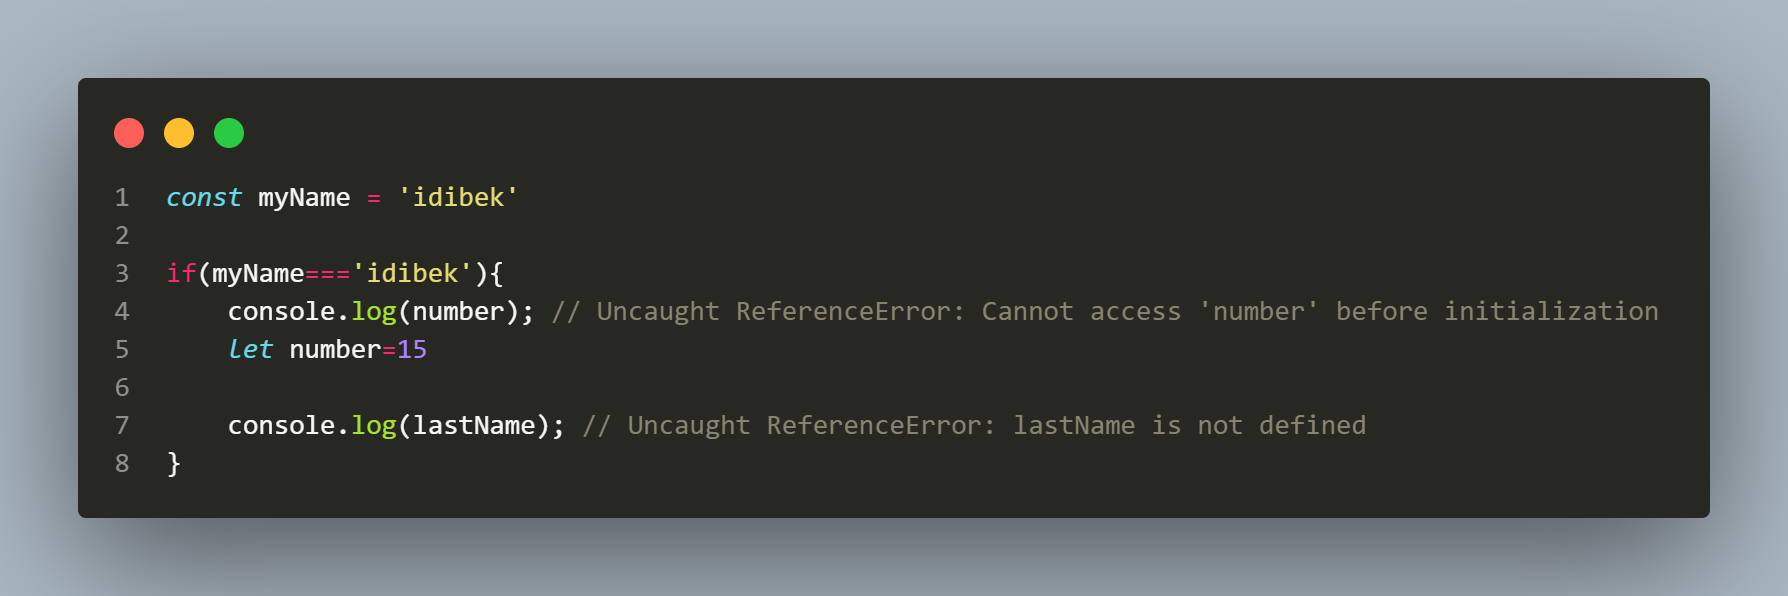 1 const myName = 'idibek'
2
3 if(myName==='idibek'){
4     console.log(number); // Uncaught ReferenceError: Cannot access 'number' before initialization
5     let number=15
6
7     console.log(lastName); // Uncaught ReferenceError: lastName is not defined
8 }